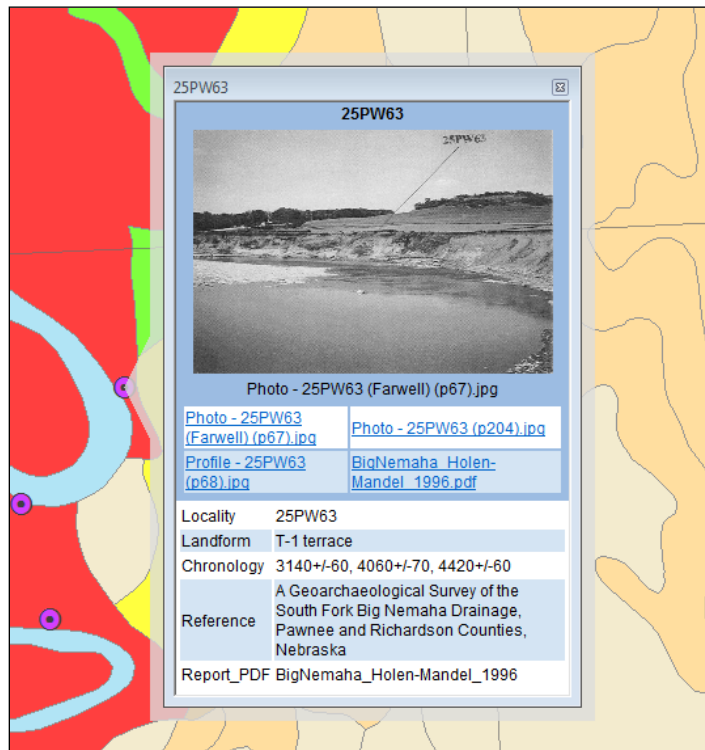 25PW63
25PW63
25PW63
Photo - 25PW63 (Farwell) (p67).jpg
Photo - 25PW63
(Farwell) (p67).jpg
Photo - 25PW63 (p204).jpg
Profile - 25PW63
(p68).jpg
BigNemaha_Holen-
Mandel_1996.pdf
Locality 25PW63
Landform T-1 terrace
Chronology 3140+/-60, 4060+/-70, 4420+/-60
Reference A Geoarchaeological Survey of the
South Fork Big Nemaha Drainage,
Pawnee and Richardson Counties,
Nebraska
Report_PDF BigNemaha_Holen-Mandel_1996